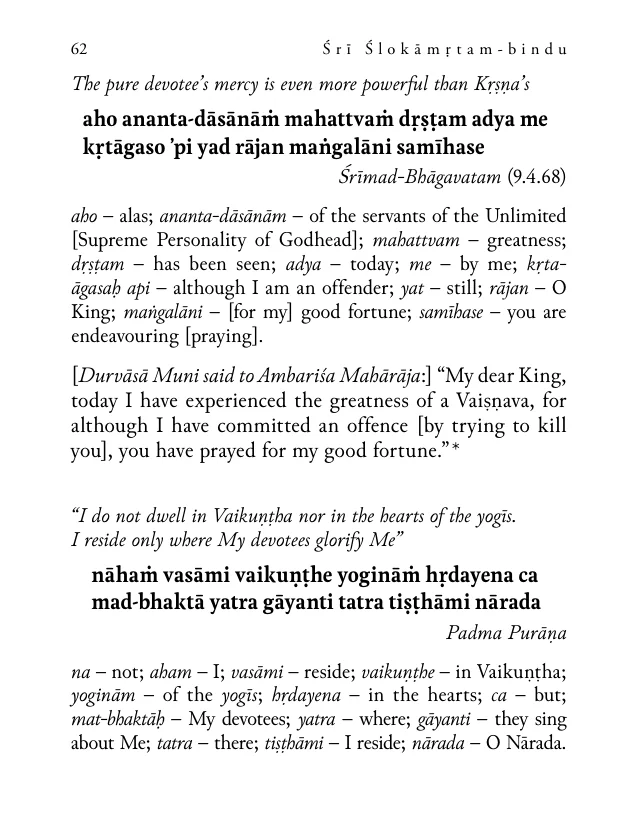 62
Śrī Ślokāmṛtam-bindu
The pure devotee’s mercy is even more powerful than Kṛṣṇa’s
aho ananta-dāsānāṁ mahattvaṁ dṛṣṭam adya me
kṛtāgaso ’pi yad rājan maṅgalāni samīhase
Śrīmad-Bhāgavatam (9.4.68)
aho – alas; ananta-dāsānām – of the servants of the Unlimited
[Supreme Personality of Godhead]; mahattvam – greatness;
dṛṣṭam – has been seen; adya – today; me – by me; kṛta-
āgasaḥ api – although I am an offender; yat – still; rājan – O
King; maṅgalāni – [for my] good fortune; samīhase – you are
endeavouring [praying].
[Durvāsā Muni said to Ambariśa Mahārāja:] “My dear King,
today I have experienced the greatness of a Vaiṣṇava, for
although I have committed an offence [by trying to kill
you], you have prayed for my good fortune.”*
“I do not dwell in Vaikuṇṭha nor in the hearts of the yogīs.
I reside only where My devotees glorify Me”
nāhaṁ vasāmi vaikuṇṭhe yogināṁ hṛdayena ca
mad-bhaktā yatra gāyanti tatra tiṣṭhāmi nārada
Padma Purāṇa
na – not; aham – I; vasāmi – reside; vaikuṇṭhe – in Vaikuṇṭha;
yoginām – of the yogīs; hṛdayena – in the hearts; ca – but;
mat-bhaktāḥ – My devotees; yatra – where; gāyanti – they sing
about Me; tatra – there; tiṣṭhāmi – I reside; nārada – O Nārada.